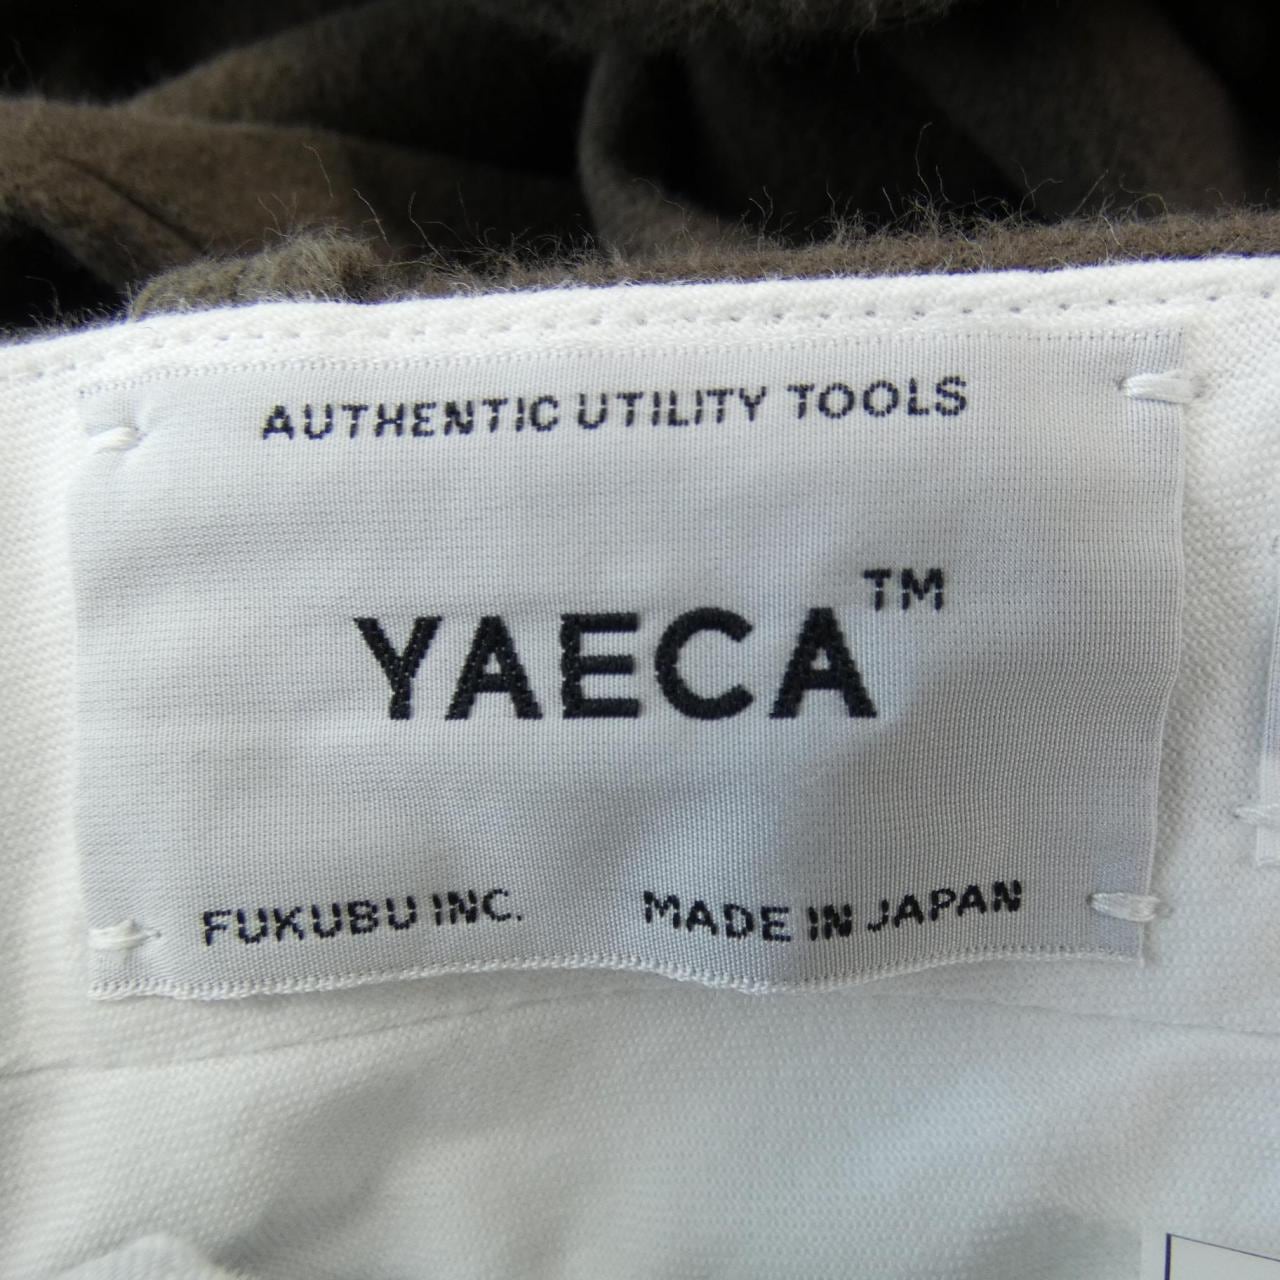 AUTHENTIC UTILITY TOOLS
YAECA™
FUKUBU INC. MADE IN JAPAN